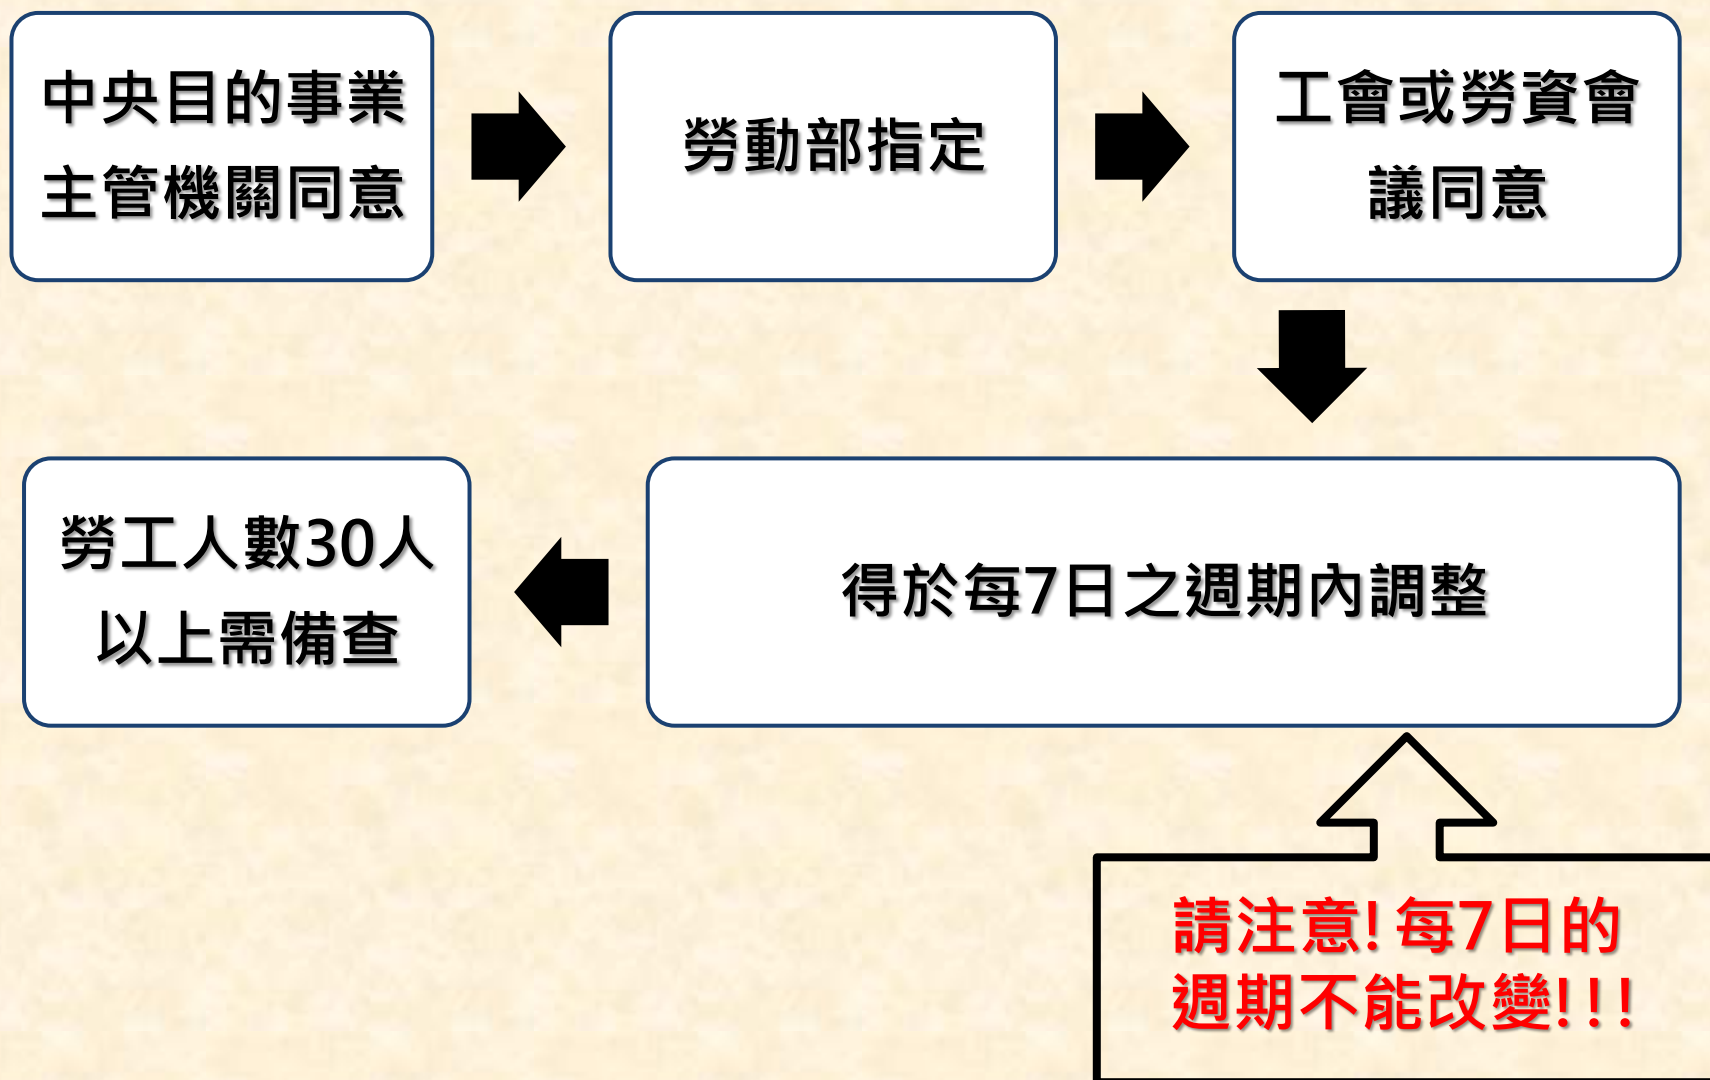 中央目的事業
主管機關同意
勞動部指定
工會或勞資會
議同意
得於每7日之週期內調整
勞工人數30人
以上需備查
請注意!每7日的
週期不能改變!!!